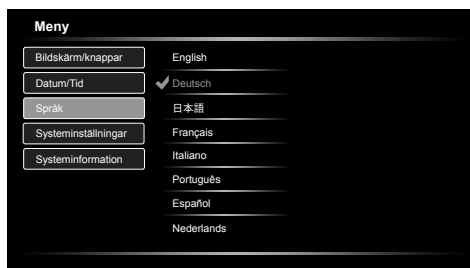 Meny
Bildskärm/knappar
Datum/Tid
Språk
Systeminställningar
Systeminformation
English
Deutsch
日本語
Français
Italiano
Português
Español
Nederlands